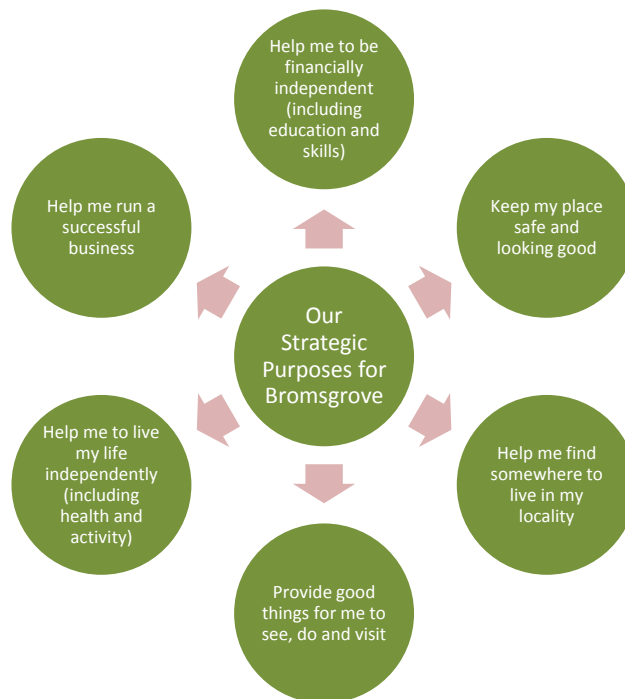 Help me to be
financially
independent
(including
education and
skills)
Help me run a
successful
business
Keep my place
safe and
looking good
Our
Strategic
Purposes for
Bromsgrove
Help me to live
my life
independently
(including
health and
activity)
Help me find
somewhere to
live in my
locality
Provide good
things for me to
see, do and visit